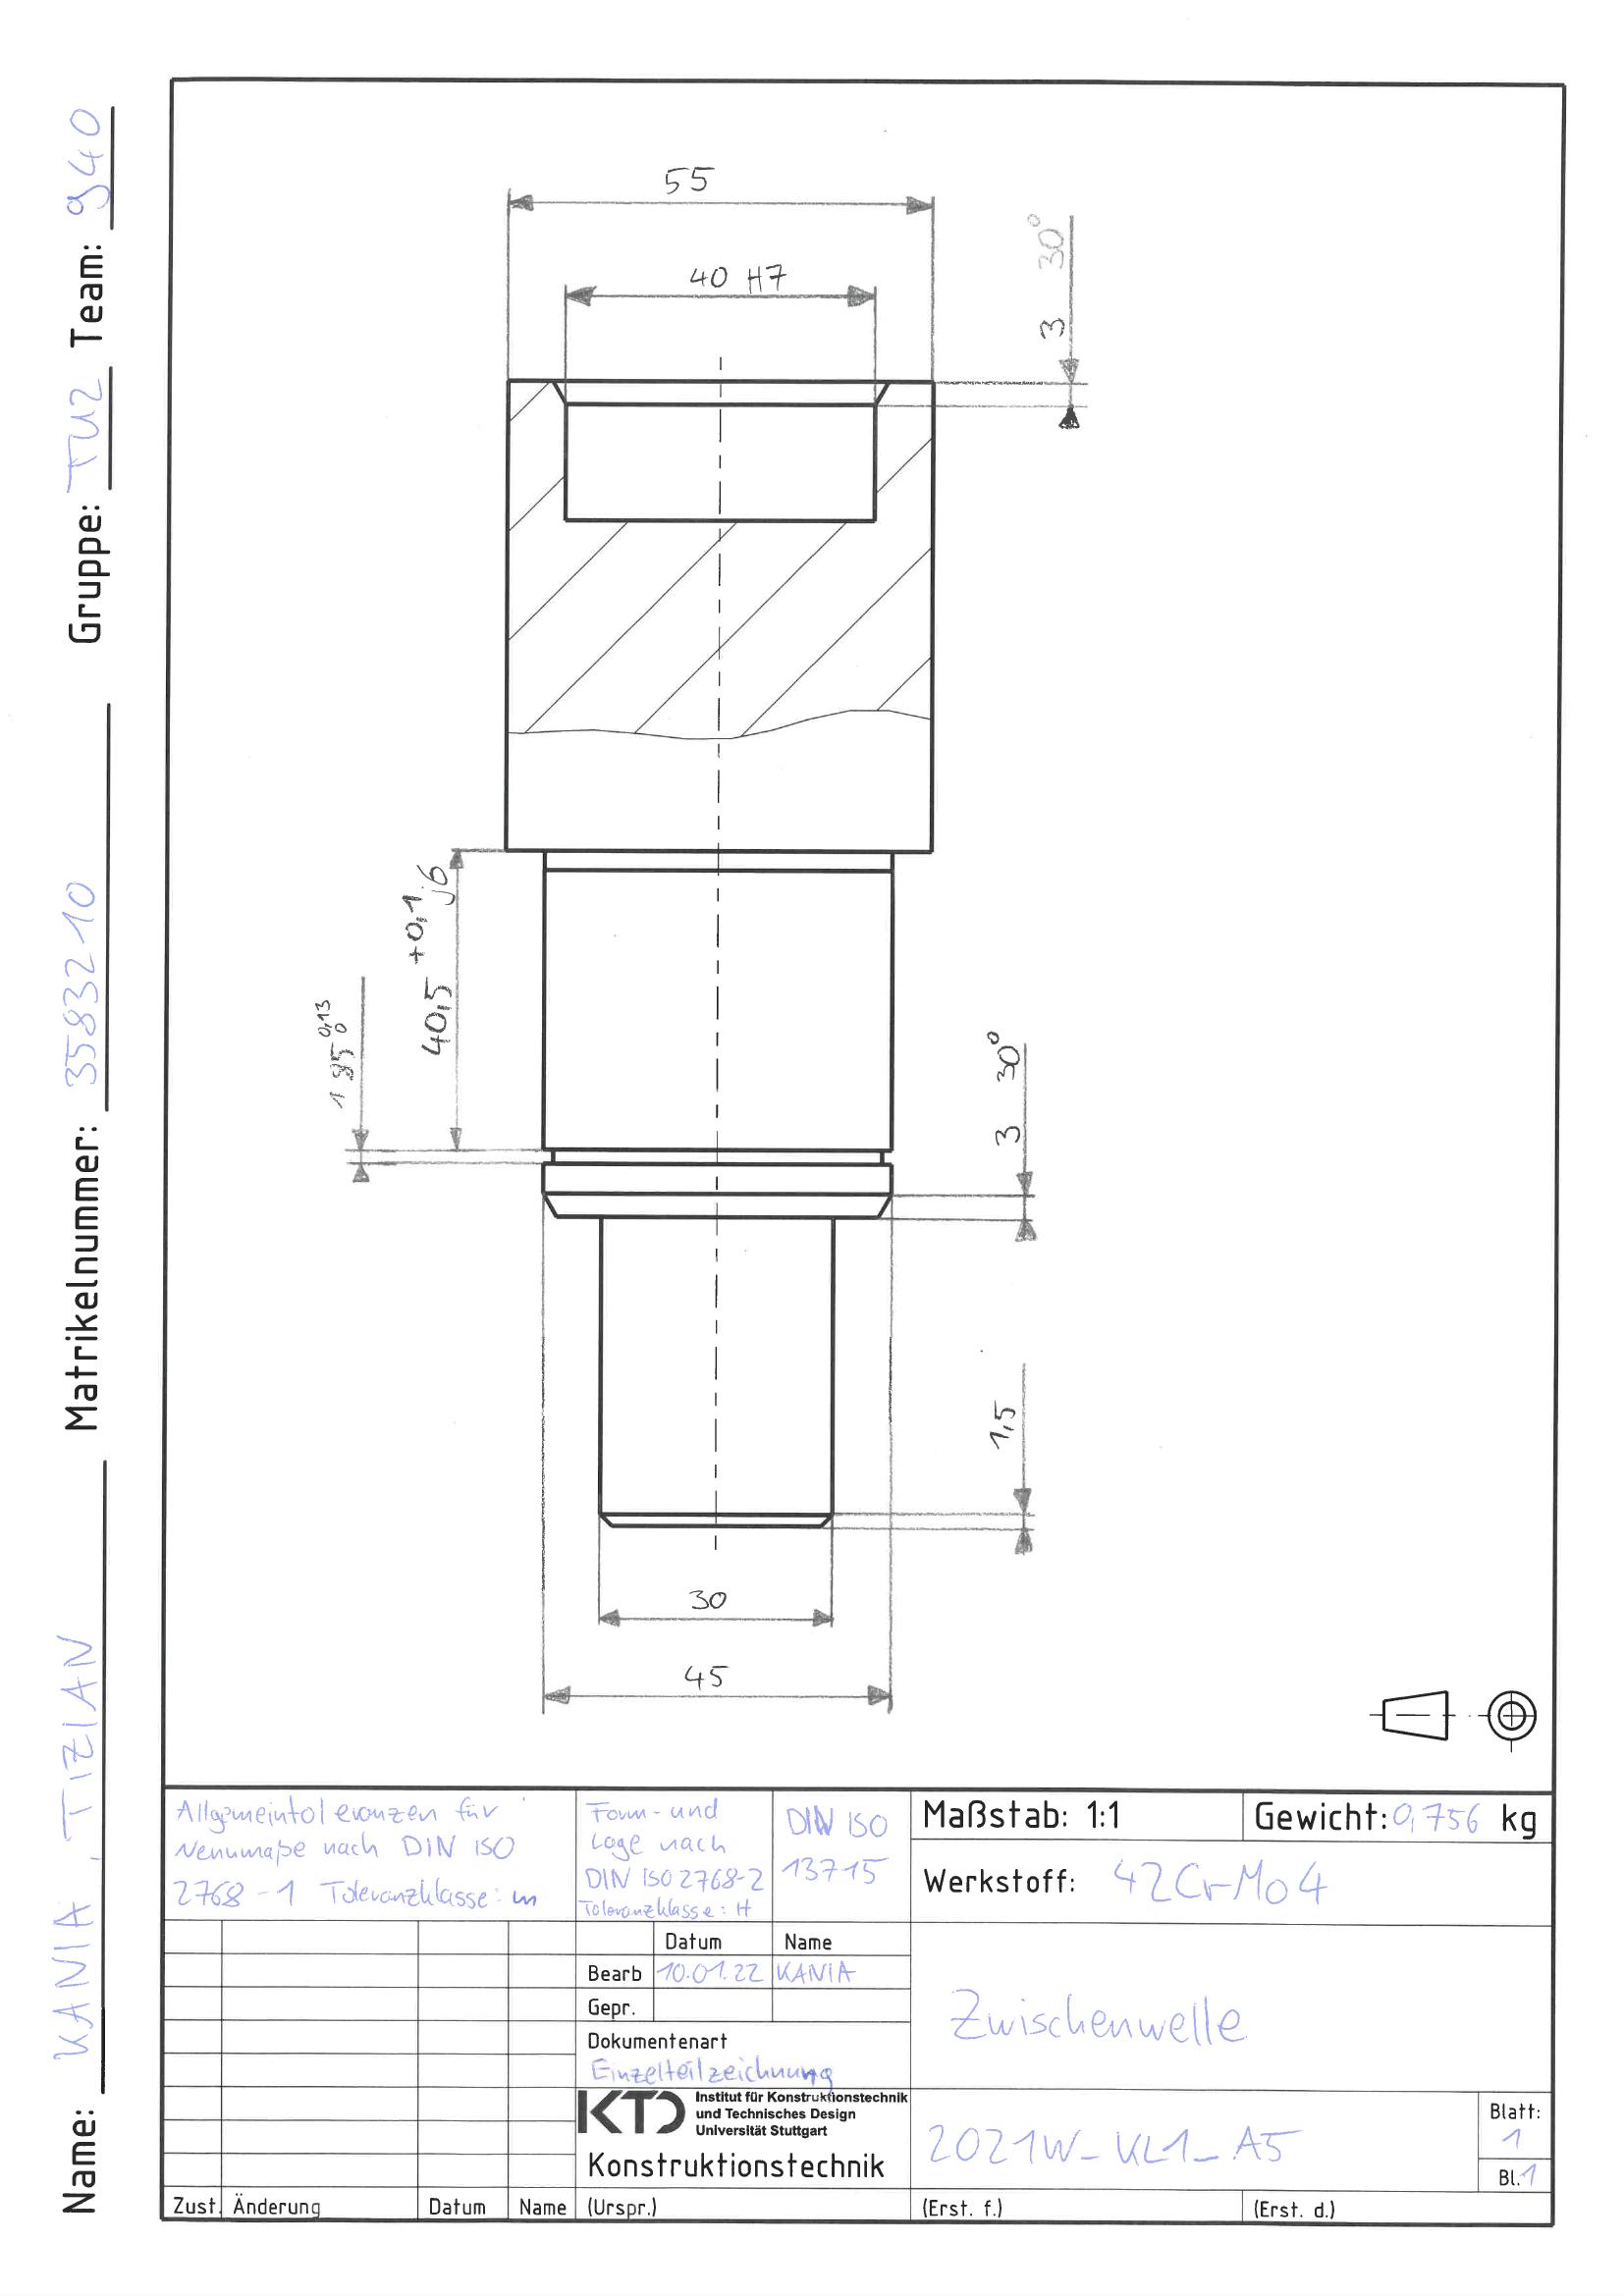 55
40 H7
3 30°
40,5 +0,1 j6
0,13
0
3 30°
1,5
30
45
Name: KANIA, TIZIAN Matrikelnummer: 3583210 Gruppe: TU2 Team: 940
Allgemeintoleranzen für
Nennmaße nach DIN ISO
2768-1 Toleranzklasse: m
Form- und
Lage nach
DIN ISO 2768-2
Toleranzklasse: H
DIN ISO
13715
Maßstab: 1:1
Gewicht: 0,756 kg
Werkstoff: 42CrMo4
Datum Name
Bearb 10.01.22 KANIA
Gepr.
Dokumentenart
Einzelteilzeichnung
Zwischenwelle
KTD Institut für Konstruktionstechnik
und Technisches Design
Universität Stuttgart
Konstruktionstechnik
2021W_KL1_A5
Blatt:
1
Bl. 1
Zust. Änderung Datum Name (Urspr.) (Erst. f.) (Erst. d.)